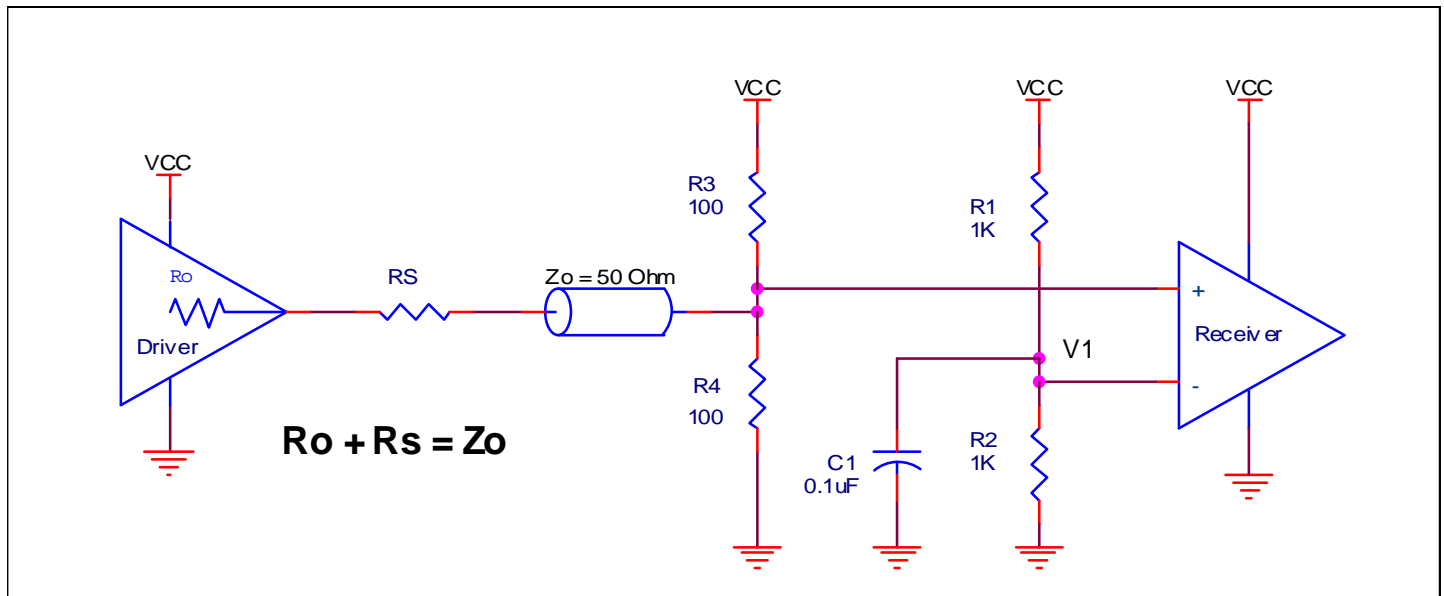 VCC
VCC
VCC
VCC
R3
100
R1
1K
Ro
RS
Zo = 50 Ohm
+
Driver
Receiver
V1
-
R4
100
Ro + Rs = Zo
C1
0.1uF
R2
1K